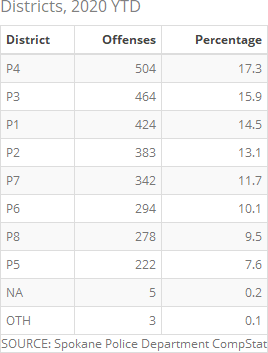 Districts, 2020 YTD
District Offenses Percentage
P4 504 17.3
P3 464 15.9
P1 424 14.5
P2 383 13.1
P7 342 11.7
P6 294 10.1
P8 278 9.5
P5 222 7.6
NA 5 0.2
OTH 3 0.1
SOURCE: Spokane Police Department CompStat